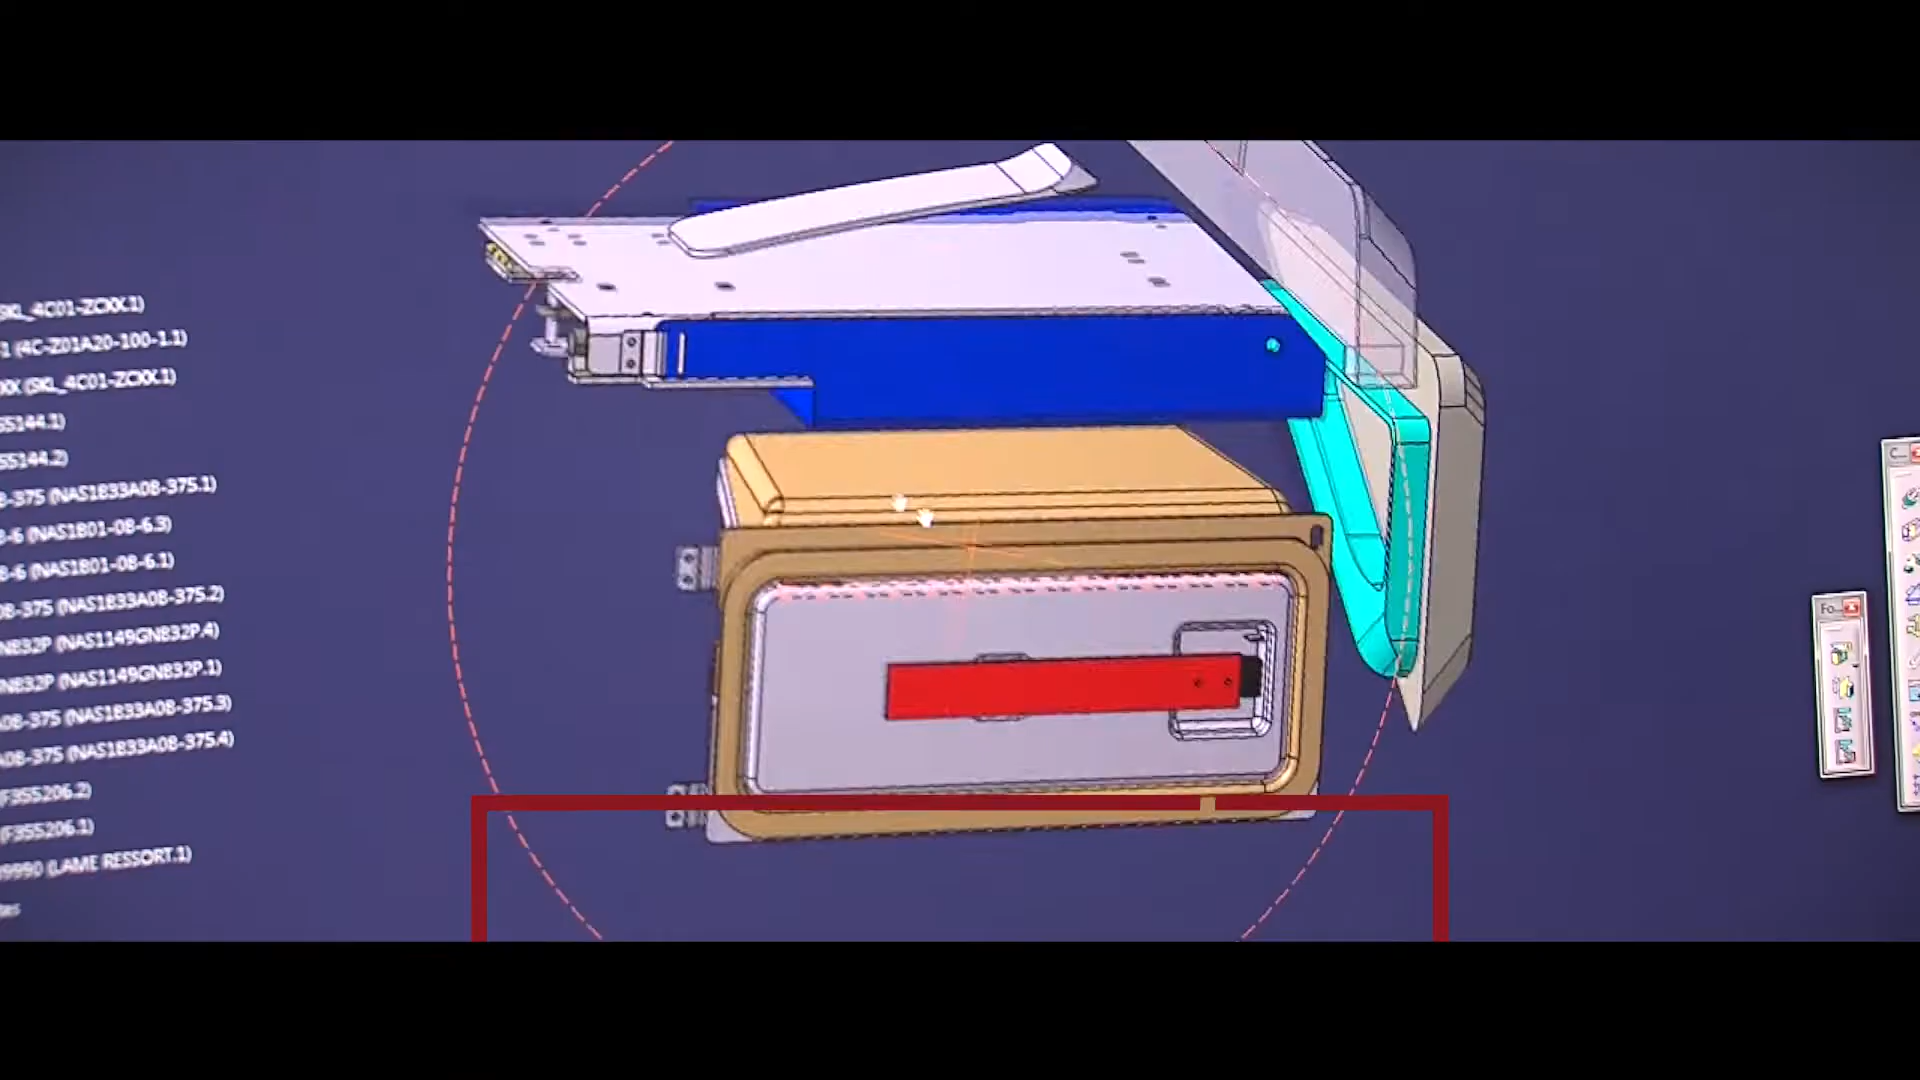 SKL_4C01-ZCXX.1)
-1 (4C-Z01A20-100-1.1)
XX (SKL_4C01-ZCXX.1)
55144.1)
55144.2)
8-375 (NAS1833A08-375.1)
8-6 (NAS1801-08-6.3)
8-6 (NAS1801-08-6.1)
08-375 (NAS1833A08-375.2)
GN832P (NAS1149GN832P.4)
GN832P (NAS1149GN832P.1)
A08-375 (NAS1833A08-375.3)
A08-375 (NAS1833A08-375.4)
(F355206.2)
(F355206.1)
9990 (LAME RESSORT.1)
C...
Fo...